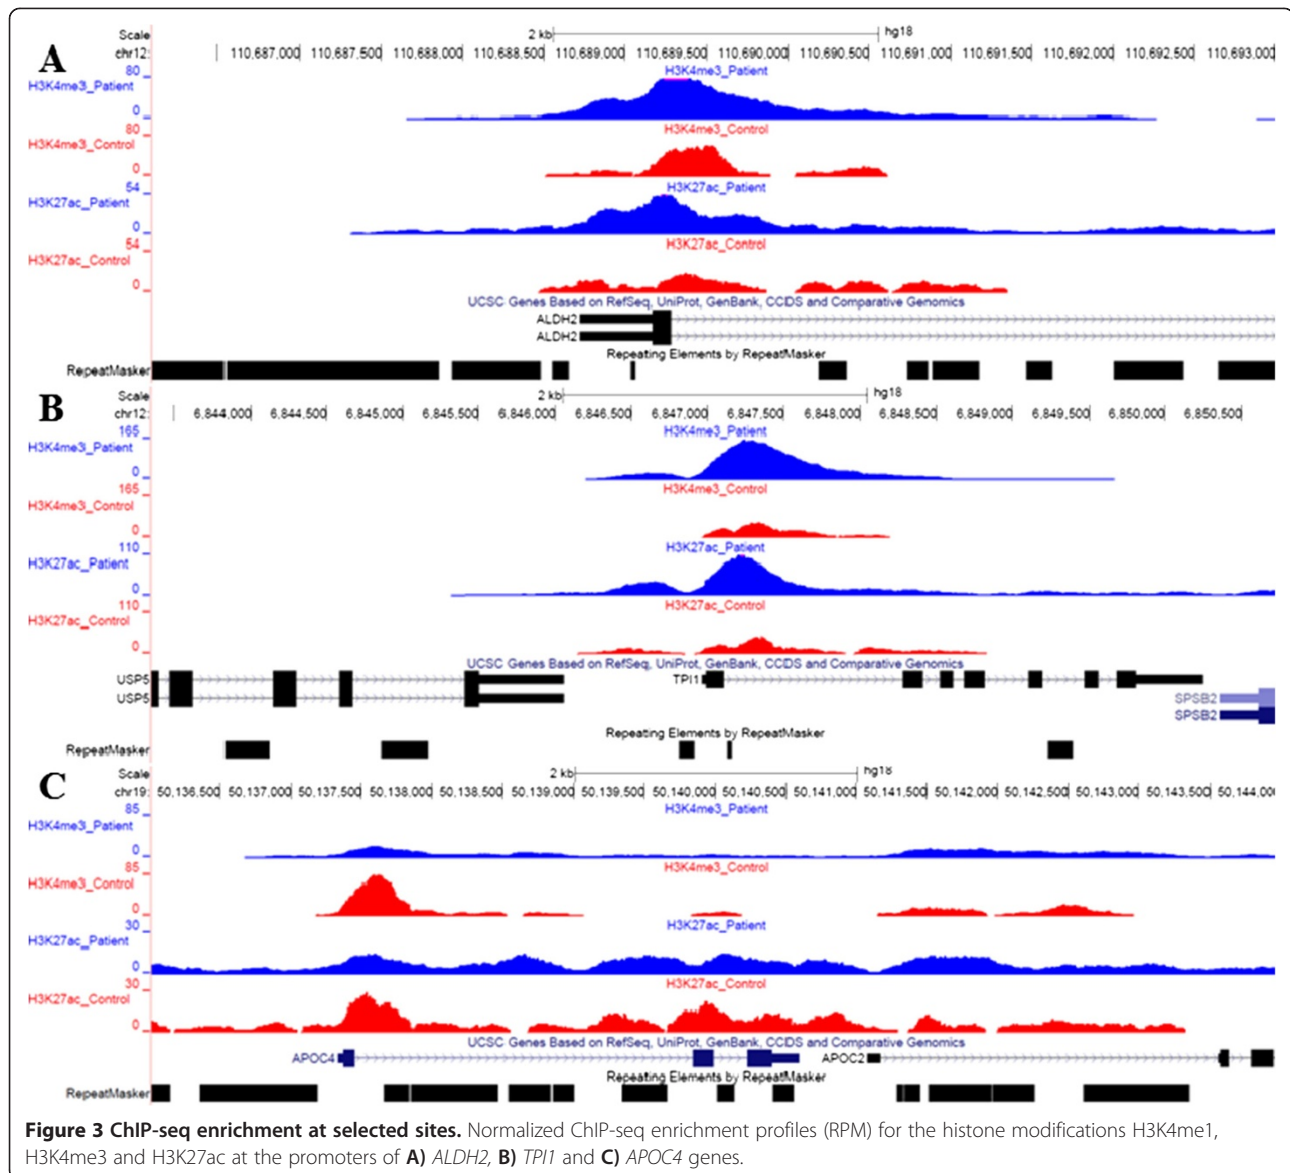 A
Scale 2 kb hg18
chr12: 110,687,000 110,687,500 110,688,000 110,688,500 110,689,000 110,689,500 110,690,000 110,690,500 110,691,000 110,691,500 110,692,000 110,692,500 110,693,000
H3K4me3_Patient
80
H3K4me3_Patient
0
H3K4me3_Control
80
H3K4me3_Control
0
H3K27ac_Patient
54
H3K27ac_Patient
0
H3K27ac_Control
54
H3K27ac_Control
0
UCSC Genes Based on RefSeq, UniProt, GenBank, CCDS and Comparative Genomics
ALDH2
ALDH2
Repeating Elements by RepeatMasker
RepeatMasker
B
Scale 2 kb hg18
chr12: 6,844,000 6,844,500 6,845,000 6,845,500 6,846,000 6,846,500 6,847,000 6,847,500 6,848,000 6,848,500 6,849,000 6,849,500 6,850,000 6,850,500
H3K4me3_Patient
165
H3K4me3_Patient
0
H3K4me3_Control
165
H3K4me3_Control
0
H3K27ac_Patient
110
H3K27ac_Patient
0
H3K27ac_Control
110
H3K27ac_Control
0
UCSC Genes Based on RefSeq, UniProt, GenBank, CCDS and Comparative Genomics
USP5 TPI1
USP5 SPSB2
SPSB2
Repeating Elements by RepeatMasker
RepeatMasker
C
Scale 2 kb hg18
chr19: 50,136,500 50,137,000 50,137,500 50,138,000 50,138,500 50,139,000 50,139,500 50,140,000 50,140,500 50,141,000 50,141,500 50,142,000 50,142,500 50,143,000 50,143,500 50,144,00
H3K4me3_Patient
85
H3K4me3_Patient
0
H3K4me3_Control
85
H3K4me3_Control
0
H3K27ac_Patient
30
H3K27ac_Patient
0
H3K27ac_Control
30
H3K27ac_Control
0
UCSC Genes Based on RefSeq, UniProt, GenBank, CCDS and Comparative Genomics
APOC4 APOC2
Repeating Elements by RepeatMasker
RepeatMasker
Figure 3 ChIP-seq enrichment at selected sites. Normalized ChIP-seq enrichment profiles (RPM) for the histone modifications H3K4me1,
H3K4me3 and H3K27ac at the promoters of A) ALDH2, B) TPI1 and C) APOC4 genes.